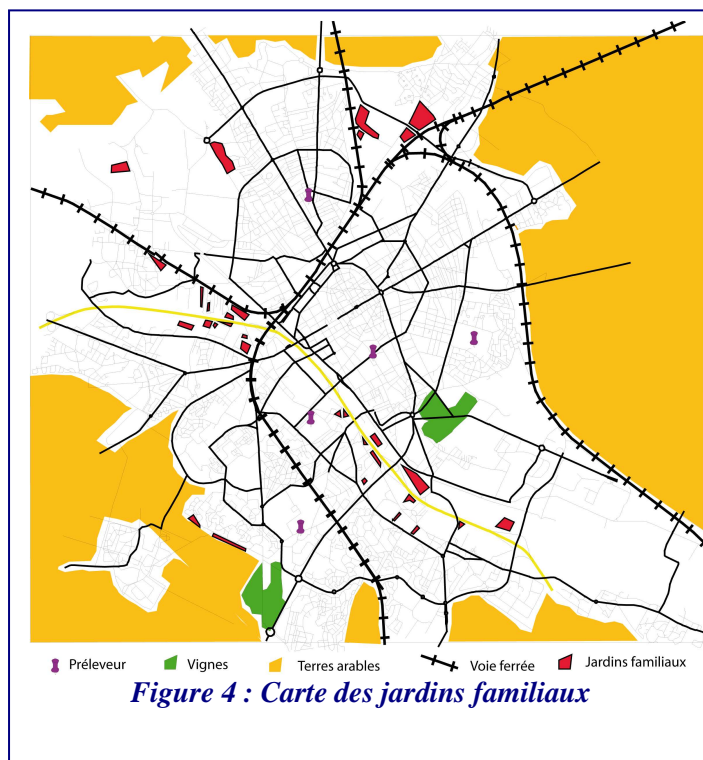 Préleveur Vignes Terres arables Voie ferrée Jardins familiaux
Figure 4 : Carte des jardins familiaux